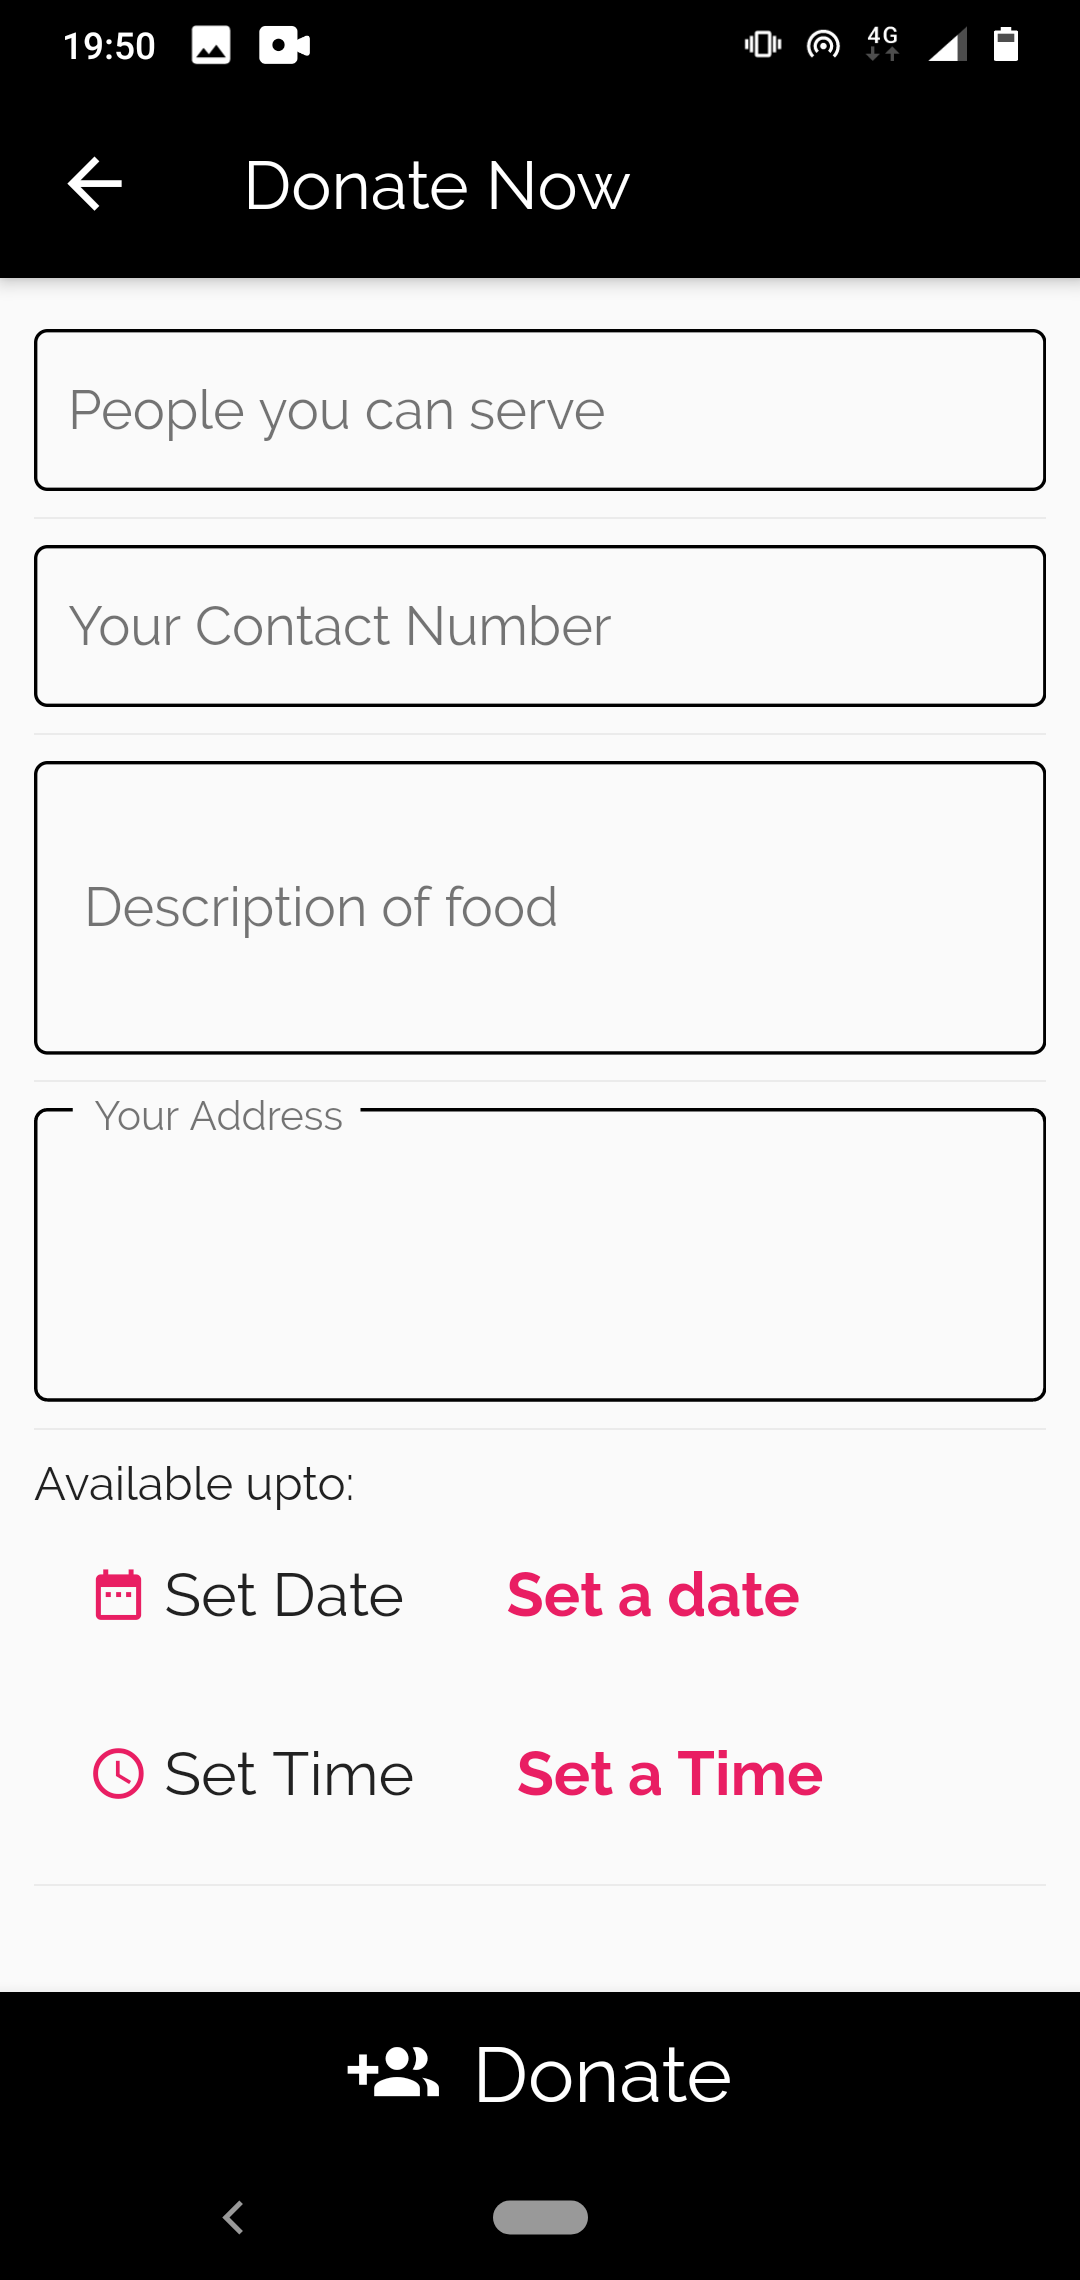 19:50
4G
Donate Now
People you can serve
Your Contact Number
Description of food
Your Address
Available upto:
Set Date Set a date
Set Time Set a Time
Donate